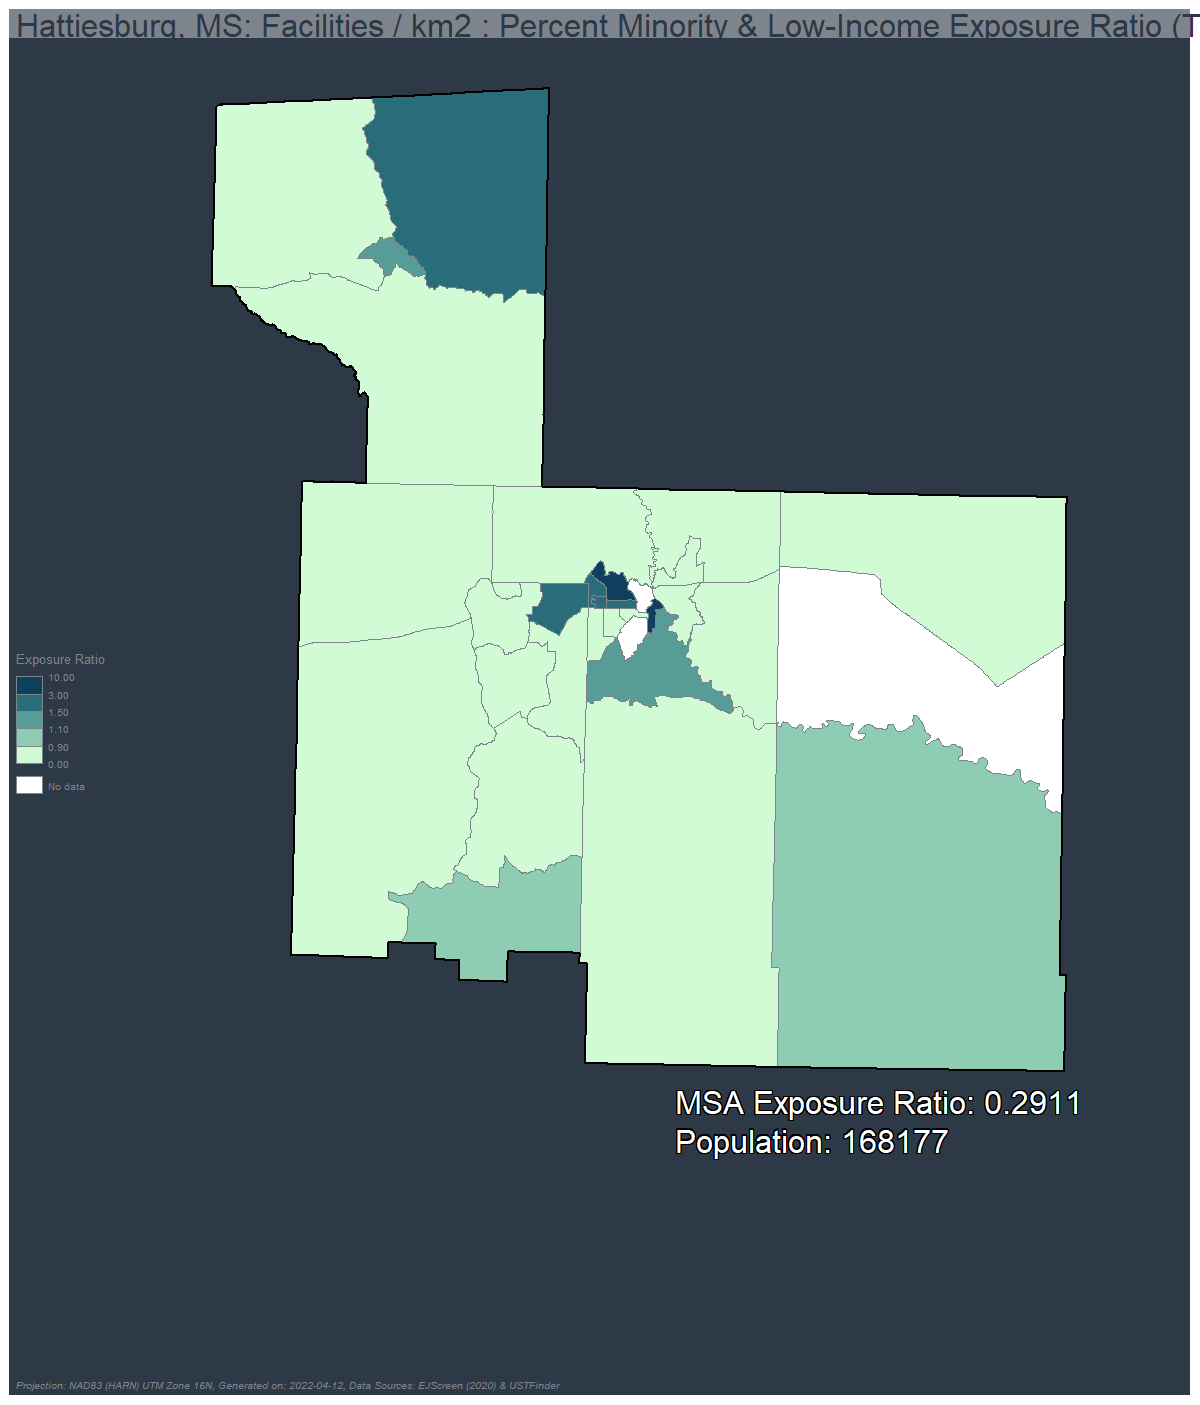 Hattiesburg, MS: Facilities / km2 : Percent Minority & Low-Income Exposure Ratio (T
Exposure Ratio
10.00
3.00
1.50
1.10
0.90
0.00
No data
MSA Exposure Ratio: 0.2911
Population: 168177
Projection: NAD83 (HARN) UTM Zone 16N, Generated on: 2022-04-12, Data Sources: EJScreen (2020) & USTFinder